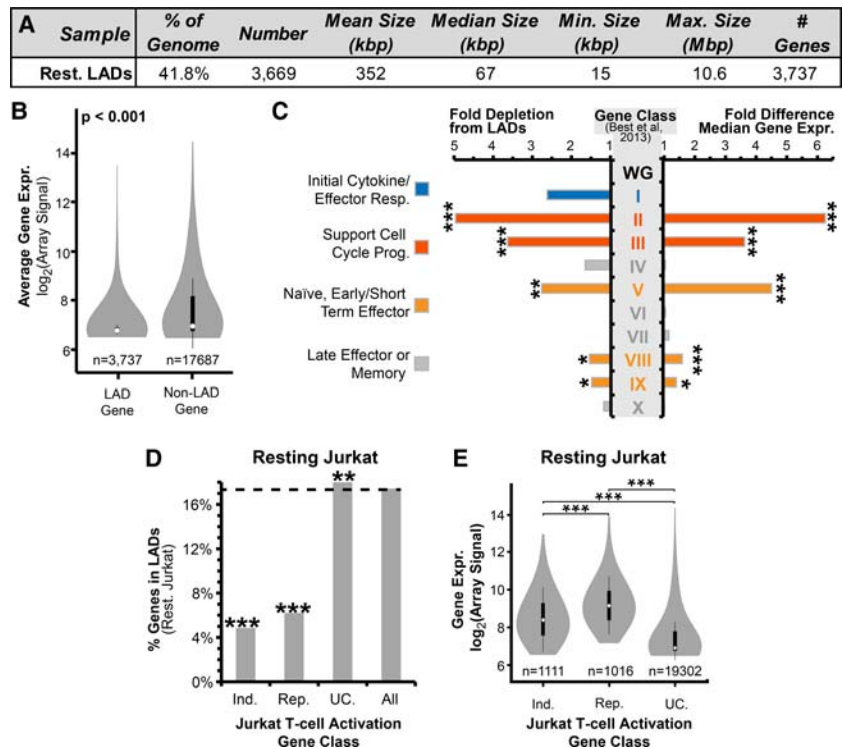 A Sample % of Genome Number Mean Size (kbp) Median Size (kbp) Min. Size (kbp) Max. Size (Mbp) # Genes
Rest. LADs 41.8% 3,669 352 67 15 10.6 3,737
B
p < 0.001
Average Gene Expr.
log2(Array Signal)
14
12
10
8
6
n=3,737 n=17687
LAD Gene
Non-LAD Gene
C
Fold Depletion from LADs
Gene Class
(Best et al, 2013)
Fold Difference Median Gene Expr.
5 4 3 2 1 1 2 3 4 5 6
Initial Cytokine/
Effector Resp.
Support Cell
Cycle Prog.
Naïve, Early/Short
Term Effector
Late Effector or
Memory
WG
I
*** II ***
*** III ***
IV
** V ***
VI
VII
* VIII ***
* IX *
X
D
Resting Jurkat
% Genes in LADs
(Rest. Jurkat)
16%
12%
8%
4%
0%
*** *** **
Ind. Rep. UC. All
Jurkat T-cell Activation
Gene Class
E
Resting Jurkat
Gene Expr.
log2(Array Signal)
14
12
10
8
6
***
***
***
n=1111 n=1016 n=19302
Ind. Rep. UC.
Jurkat T-cell Activation
Gene Class